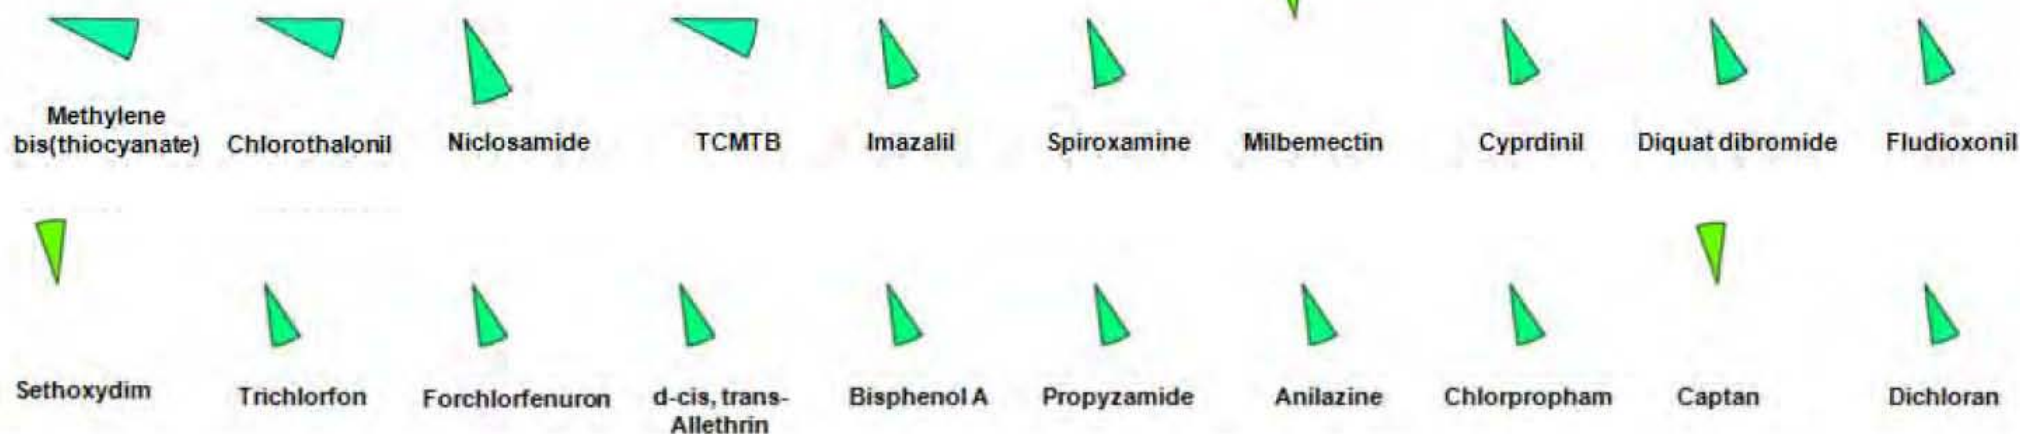 Methylene
bis(thiocyanate) Chlorothalonil Niclosamide TCMTB Imazalil Spiroxamine Milbemectin Cyprdinil Diquat dibromide Fludioxonil
Sethoxydim Trichlorfon Forchlorfenuron d-cis, trans- Bisphenol A Propyzamide Anilazine Chlorpropham Captan Dichloran
Allethrin